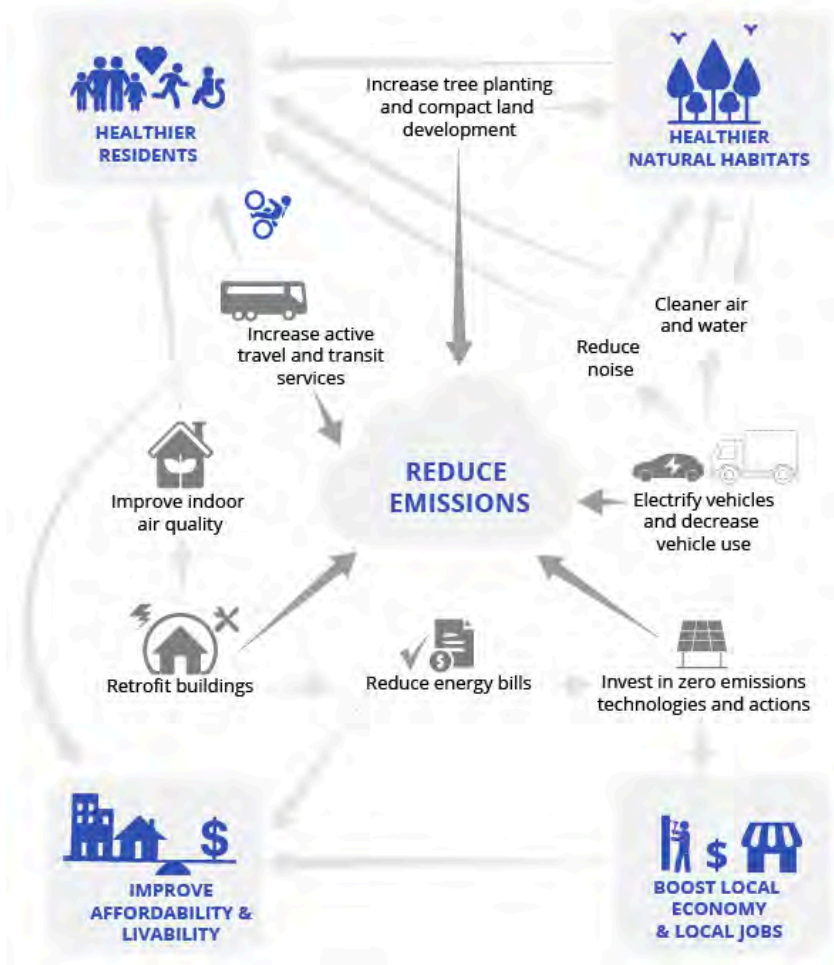 HEALTHIER
RESIDENTS
Increase tree planting
and compact land
development
HEALTHIER
NATURAL HABITATS
Increase active
travel and transit
services
Cleaner air
and water
Reduce
noise
REDUCE
EMISSIONS
Improve indoor
air quality
Electrify vehicles
and decrease
vehicle use
Retrofit buildings
$
Reduce energy bills
Invest in zero emissions
technologies and actions
$
IMPROVE
AFFORDABILITY &
LIVABILITY
$
BOOST LOCAL
ECONOMY
& LOCAL JOBS